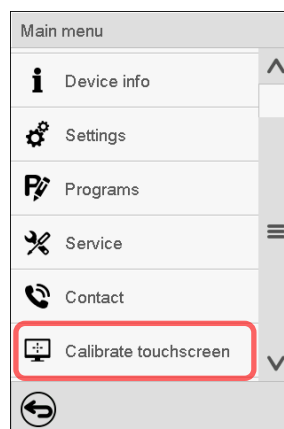 Main menu
Device info
Settings
Programs
Service
Contact
Calibrate touchscreen